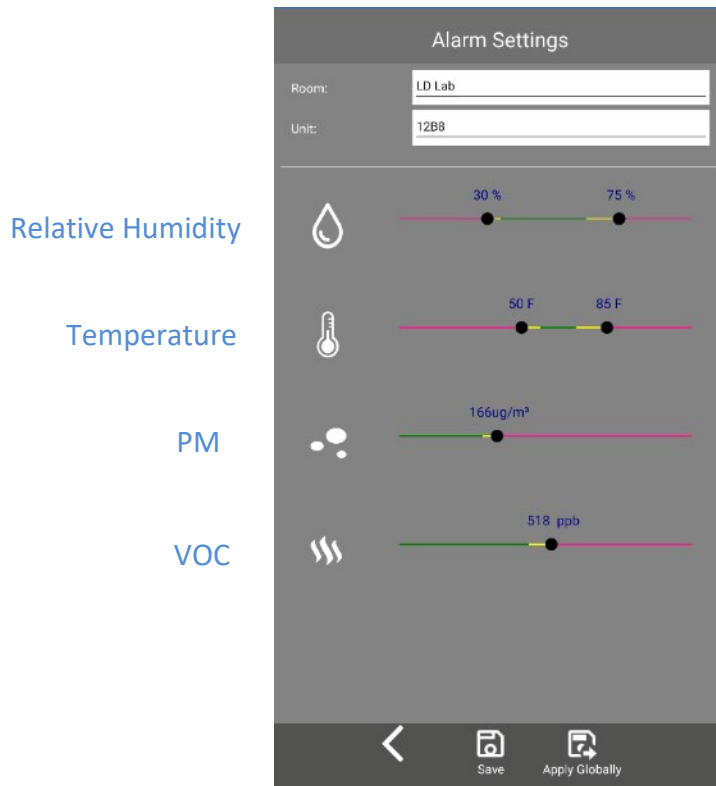 Alarm Settings
Room: LD Lab
Unit: 12B8
Relative Humidity 30 % 75 %
Temperature 50 F 85 F
PM 166ug/m³
VOC 518 ppb
Save Apply Globally